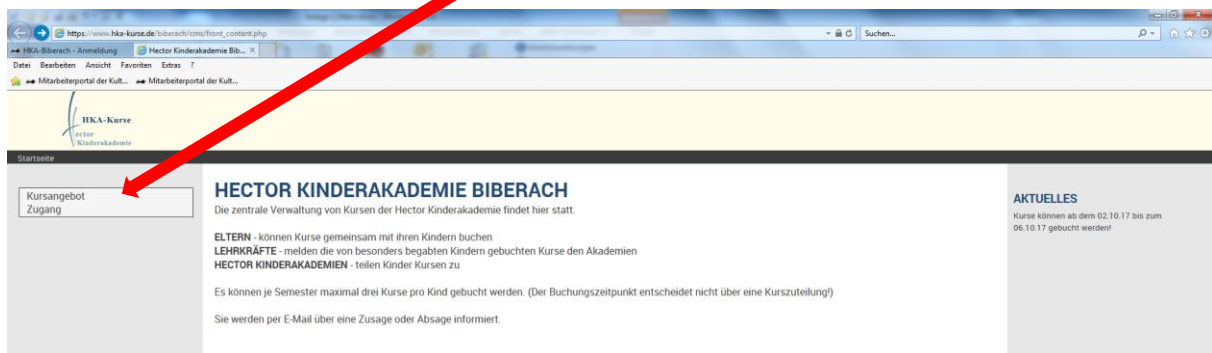 https://www.hka-kurse.de/biberach/cms/front_content.php
Suchen...
HKA-Biberach - Anmeldung
Hector Kinderakademie Bib...
Datei Bearbeiten Ansicht Favoriten Extras ?
Mitarbeiterportal der Kult... Mitarbeiterportal der Kult...
HKA-Kurse
Hector
Kinderakademie
Startseite
Kursangebot
Zugang
HECTOR KINDERAKADEMIE BIBERACH
Die zentrale Verwaltung von Kursen der Hector Kinderakademie findet hier statt.
ELTERN - können Kurse gemeinsam mit ihren Kindern buchen
LEHRKRÄFTE - melden die von besonders begabten Kindern gebuchten Kurse den Akademien
HECTOR KINDERAKADEMIEN - teilen Kinder Kursen zu
Es können je Semester maximal drei Kurse pro Kind gebucht werden. (Der Buchungszeitpunkt entscheidet nicht über eine Kurszuteilung!)
Sie werden per E-Mail über eine Zusage oder Absage informiert.
AKTUELLES
Kurse können ab dem 02.10.17 bis zum
06.10.17 gebucht werden!